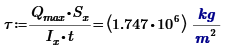 τ := (Q_max · S_x) / (I_x · t) = (1.747 · 10^6) kg / m^2